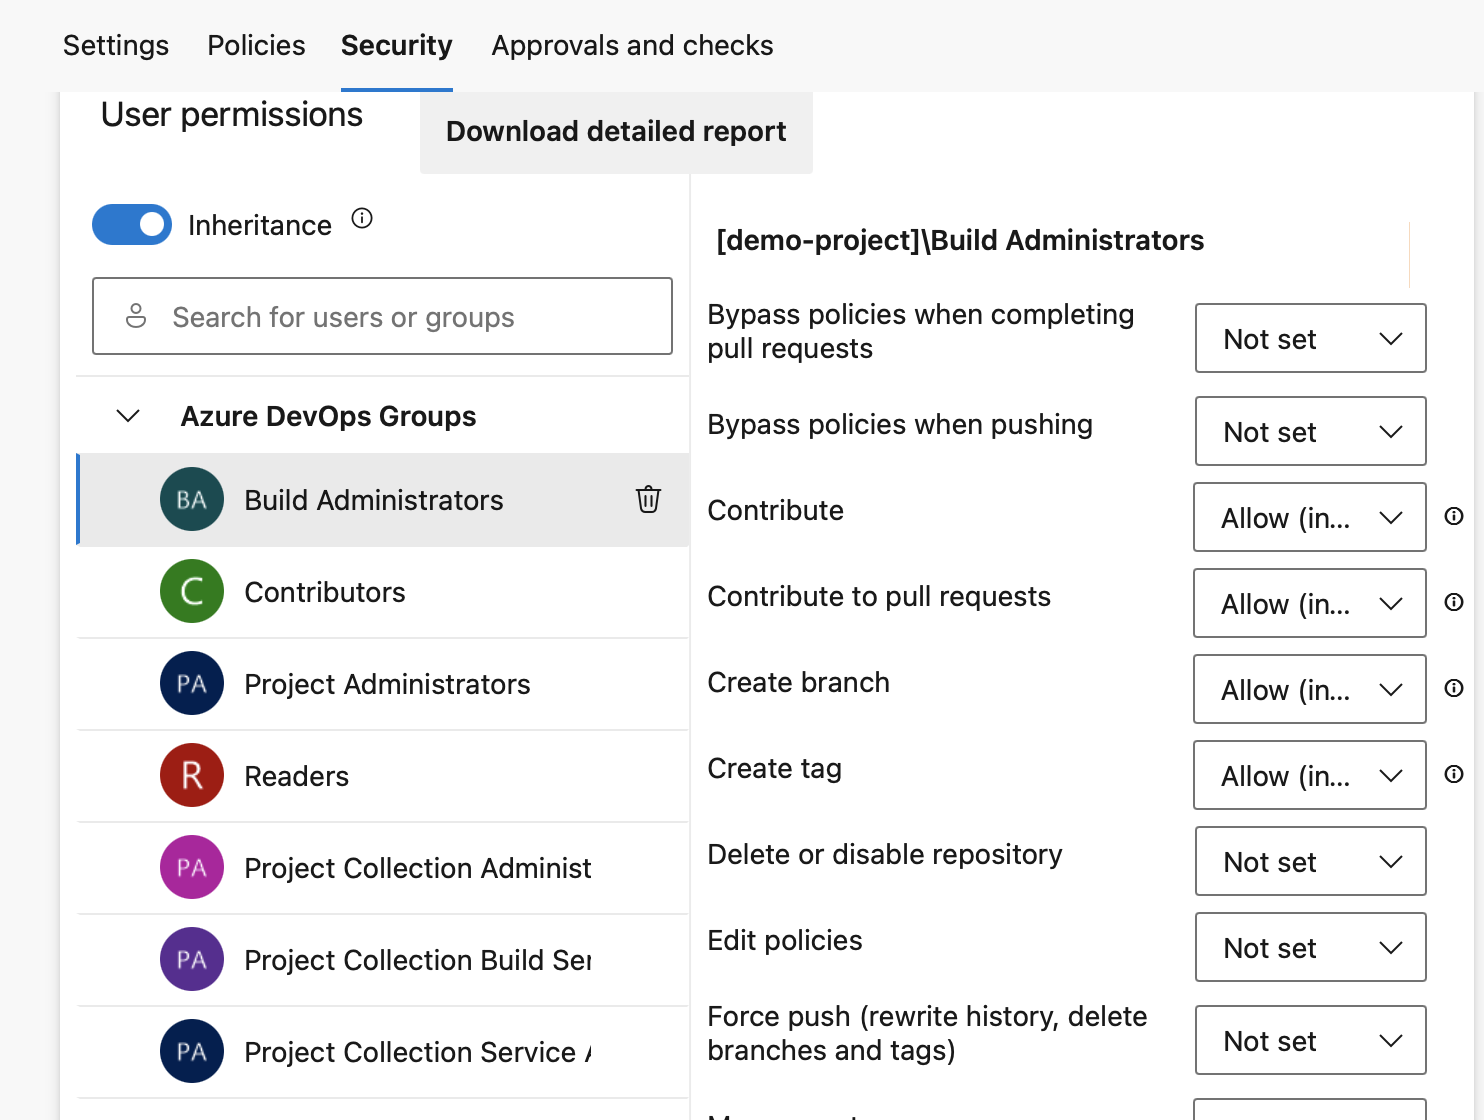 Settings Policies Security Approvals and checks
User permissions
Download detailed report
Inheritance
Search for users or groups
Azure DevOps Groups
BA Build Administrators
C Contributors
PA Project Administrators
R Readers
PA Project Collection Administ
PA Project Collection Build Ser
PA Project Collection Service
[demo-project]\Build Administrators
Bypass policies when completing
pull requests
Not set
Bypass policies when pushing
Not set
Contribute
Allow (in...
Contribute to pull requests
Allow (in...
Create branch
Allow (in...
Create tag
Allow (in...
Delete or disable repository
Not set
Edit policies
Not set
Force push (rewrite history, delete
branches and tags)
Not set